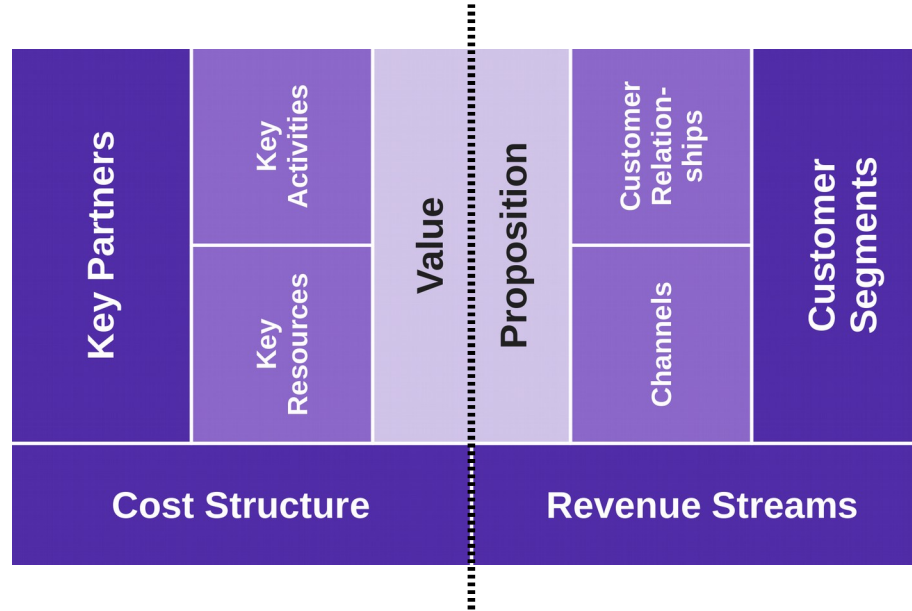 Key Partners
Key
Activities
Key
Resources
Value
Proposition
Customer
Relation-
ships
Channels
Customer
Segments
Cost Structure
Revenue Streams